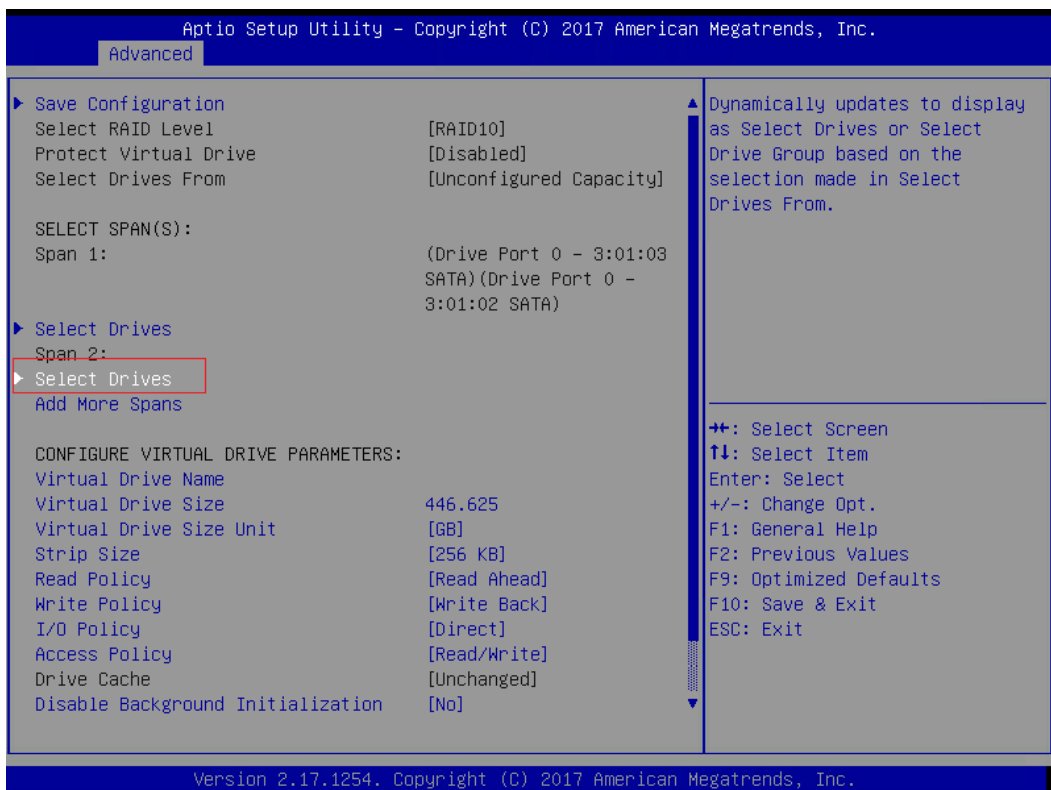 Aptio Setup Utility – Copyright (C) 2017 American Megatrends, Inc.
Advanced
Save Configuration
Select RAID Level [RAID10]
Protect Virtual Drive [Disabled]
Select Drives From [Unconfigured Capacity]
SELECT SPAN(S):
Span 1: (Drive Port 0 – 3:01:03
SATA)(Drive Port 0 –
3:01:02 SATA)
Select Drives
Span 2:
Select Drives
Add More Spans
CONFIGURE VIRTUAL DRIVE PARAMETERS:
Virtual Drive Name
Virtual Drive Size 446.625
Virtual Drive Size Unit [GB]
Strip Size [256 KB]
Read Policy [Read Ahead]
Write Policy [Write Back]
I/O Policy [Direct]
Access Policy [Read/Write]
Drive Cache [Unchanged]
Disable Background Initialization [No]
Dynamically updates to display
as Select Drives or Select
Drive Group based on the
selection made in Select
Drives From.
→←: Select Screen
↑↓: Select Item
Enter: Select
+/-: Change Opt.
F1: General Help
F2: Previous Values
F9: Optimized Defaults
F10: Save & Exit
ESC: Exit
Version 2.17.1254. Copyright (C) 2017 American Megatrends, Inc.